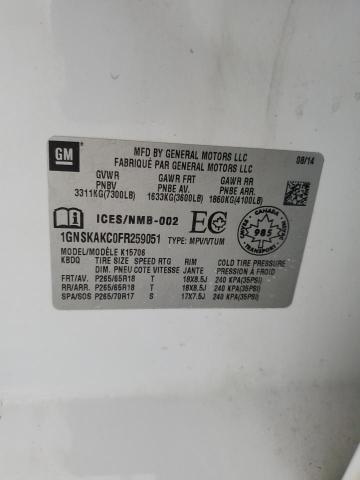 GM
MFD BY GENERAL MOTORS LLC
FABRIQUÉ PAR GENERAL MOTORS LLC
08/14
GVWR GAWR FRT GAWR RR
PNBV PNBE AV. PNBE ARR.
3311KG(7300LB) 1633KG(3600LB) 1860KG(4100LB)
ICES/NMB-002 EC
CANADA
985
1GNSKAKC0FR259051 TYPE: MPV/VTUM
MODEL/MODÈLE K15706
KBDQ TIRE SIZE SPEED RTG RIM COLD TIRE PRESSURE
DIM. PNEU COTE VITESSE JANTE PRESSION À FROID
FRT/AV. P265/65R18 T 18X8.5J 240 KPA(35PSI)
RR/ARR. P265/65R18 T 18X8.5J 240 KPA(35PSI)
SPA/SOS P265/70R17 S 17X7.5J 240 KPA(35PSI)